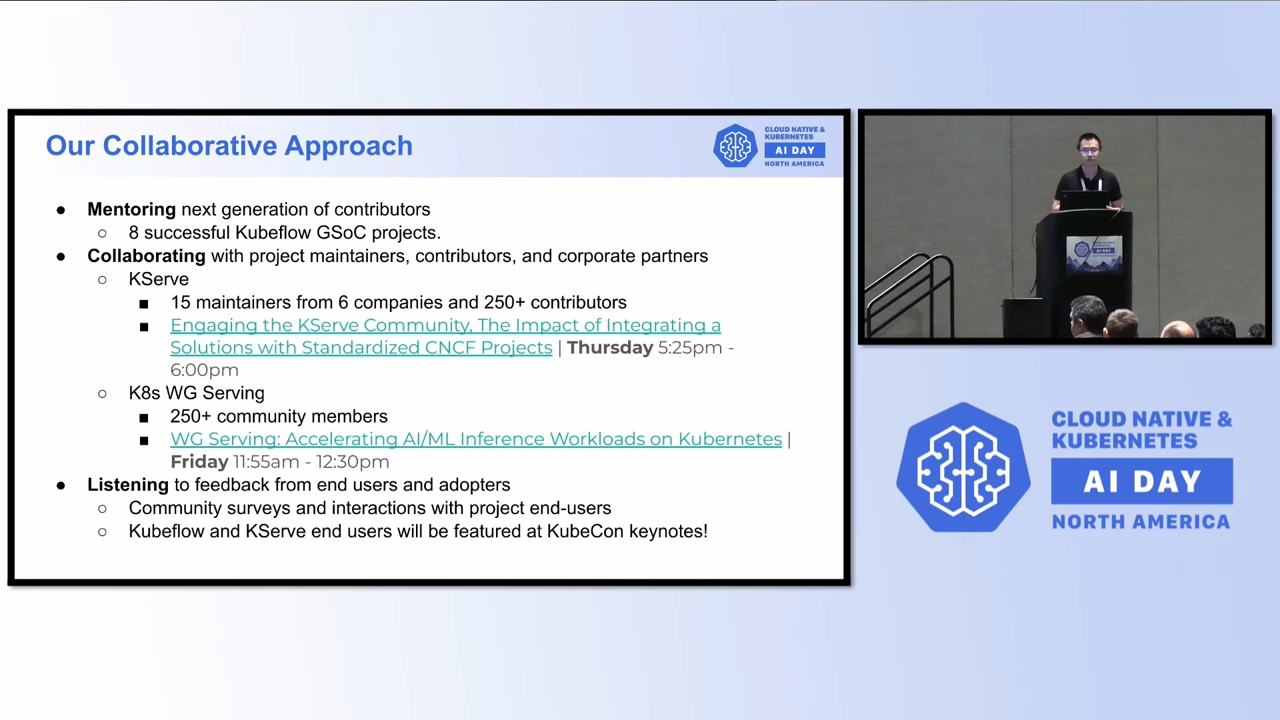 Our Collaborative Approach
CLOUD NATIVE &
KUBERNETES
AI DAY
NORTH AMERICA
● Mentoring next generation of contributors
○ 8 successful Kubeflow GSoC projects.
● Collaborating with project maintainers, contributors, and corporate partners
○ KServe
■ 15 maintainers from 6 companies and 250+ contributors
■ Engaging the KServe Community, The Impact of Integrating a
Solutions with Standardized CNCF Projects | Thursday 5:25pm -
6:00pm
○ K8s WG Serving
■ 250+ community members
■ WG Serving: Accelerating AI/ML Inference Workloads on Kubernetes |
Friday 11:55am - 12:30pm
● Listening to feedback from end users and adopters
○ Community surveys and interactions with project end-users
○ Kubeflow and KServe end users will be featured at KubeCon keynotes!
CLOUD NATIVE &
KUBERNETES
AI DAY
CLOUD NATIVE &
KUBERNETES
AI DAY
NORTH AMERICA